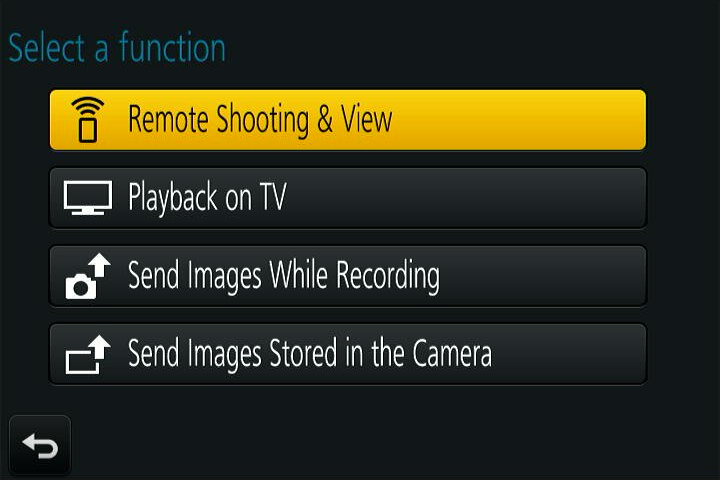 Select a function
Remote Shooting & View
Playback on TV
Send Images While Recording
Send Images Stored in the Camera